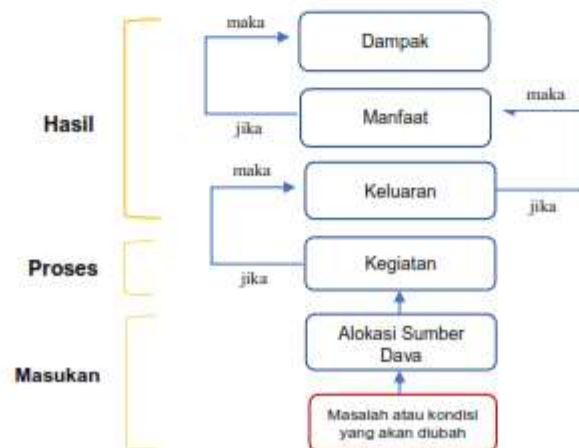 maka
Dampak
jika
Manfaat
maka
Hasil
maka
Keluaran
jika
Proses
Kegiatan
jika
Alokasi Sumber
Dava
Masukan
Masalah atau kondisi
yang akan diubah